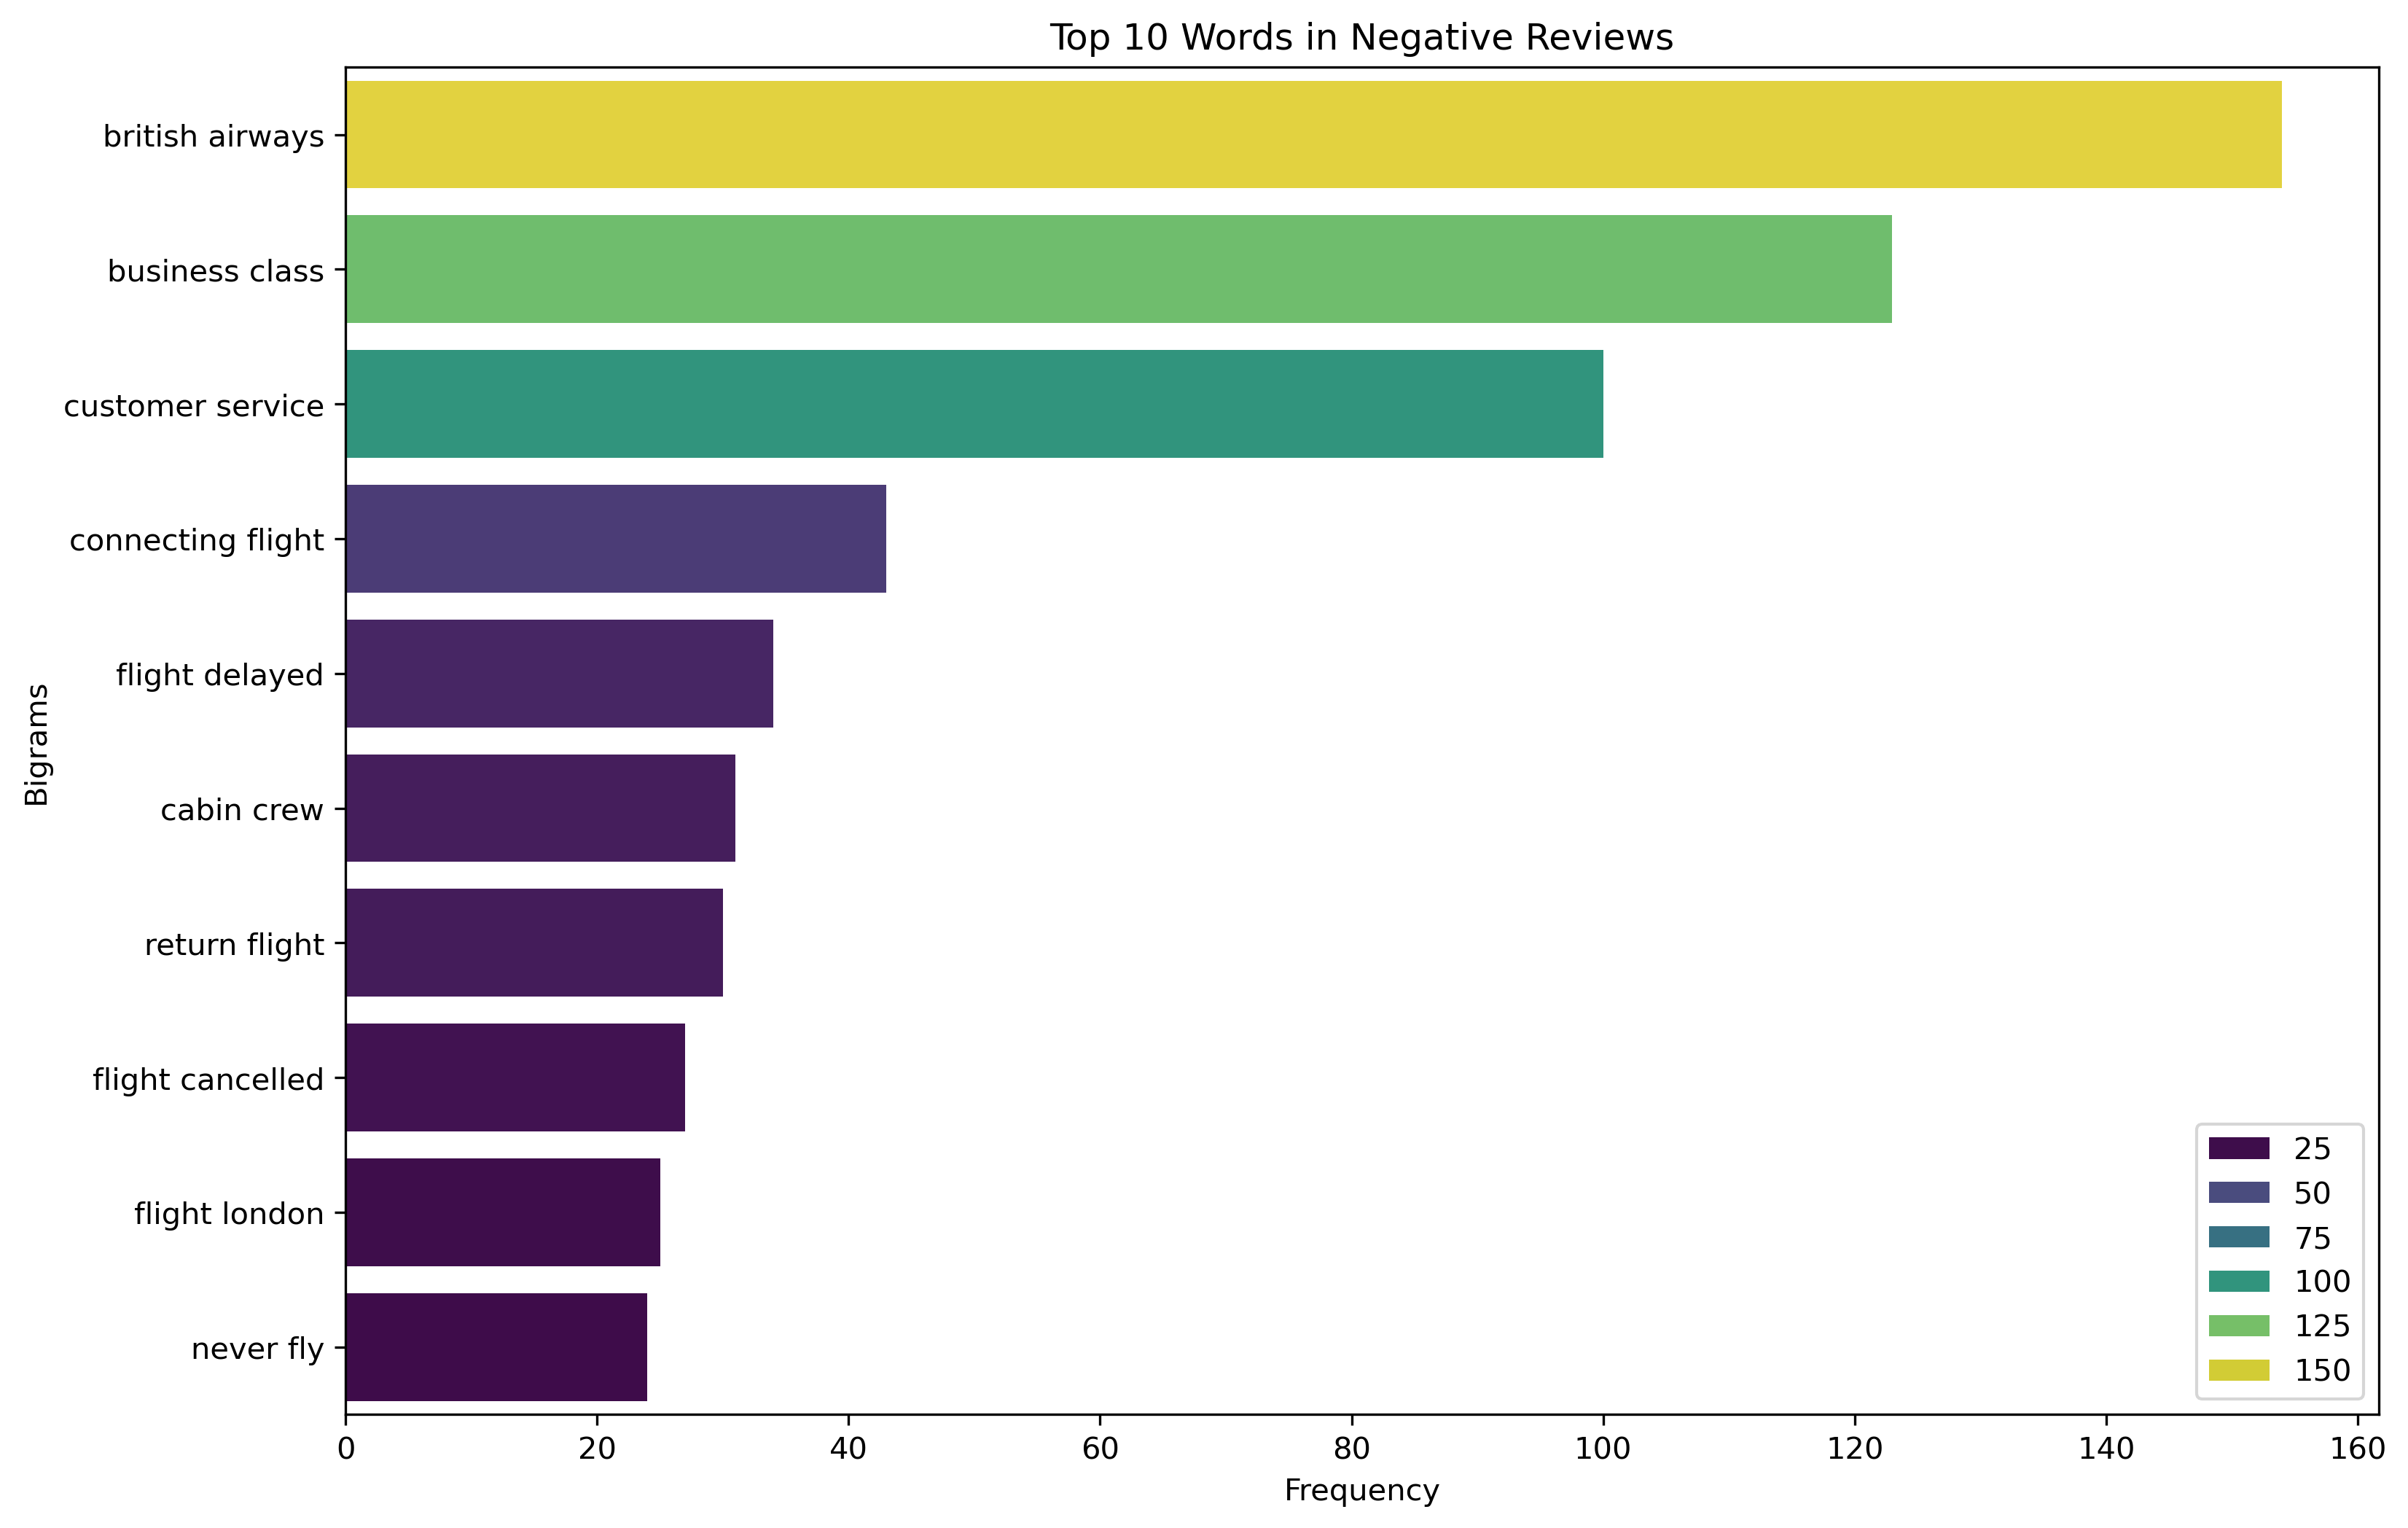 Top 10 Words in Negative Reviews
Bigrams
british airways
business class
customer service
connecting flight
flight delayed
cabin crew
return flight
flight cancelled
flight london
never fly
25
50
75
100
125
150
0 20 40 60 80 100 120 140 160
Frequency